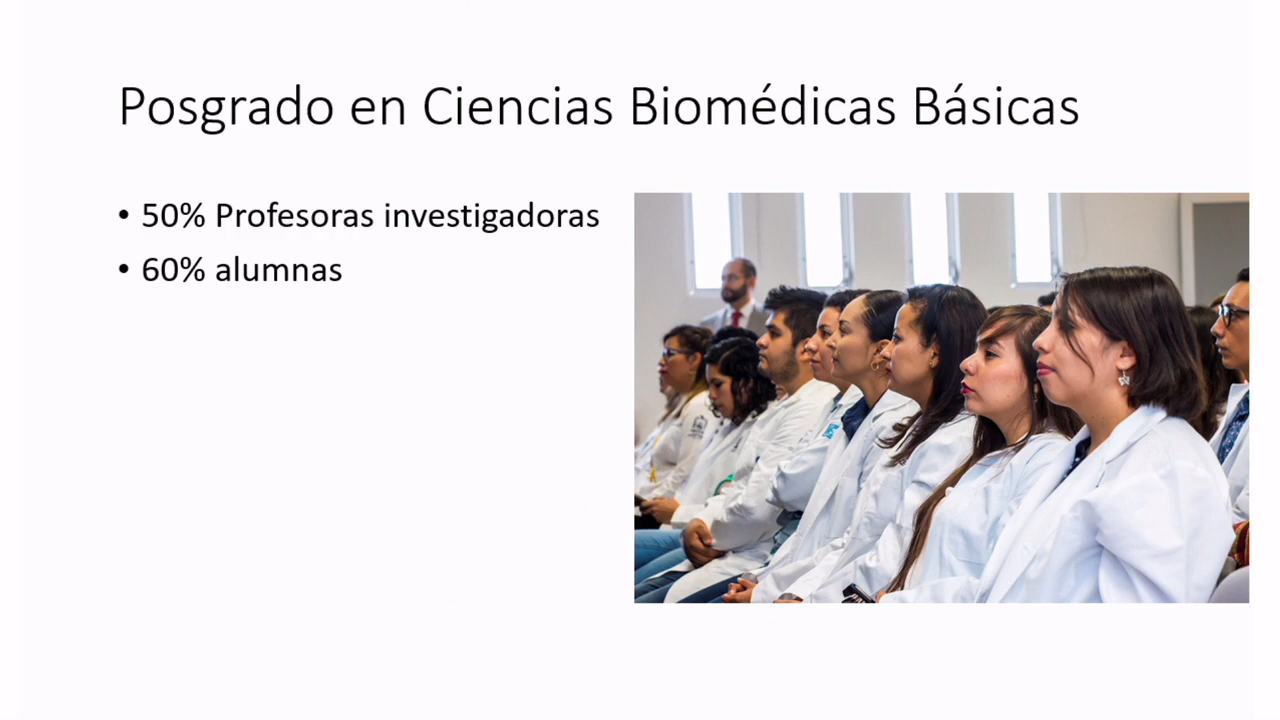 Posgrado en Ciencias Biomédicas Básicas
• 50% Profesoras investigadoras
• 60% alumnas